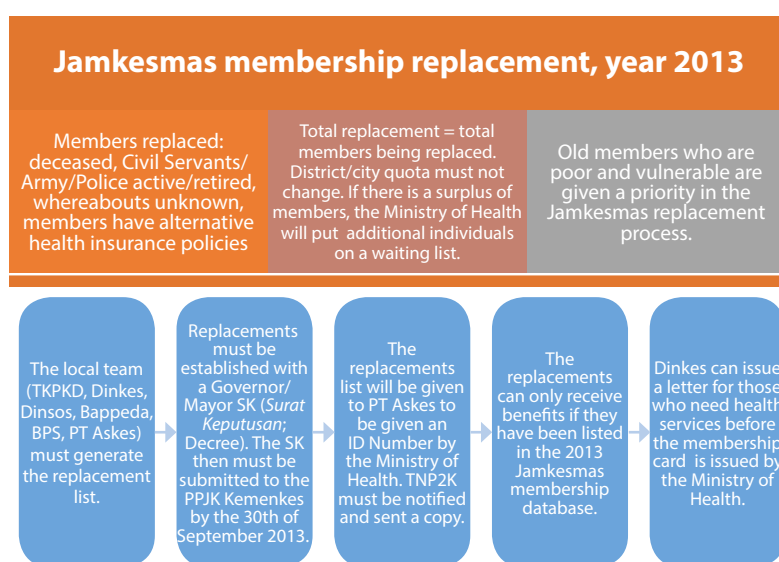 Jamkesmas membership replacement, year 2013
Members replaced:
deceased, Civil Servants/
Army/Police active/retired,
whereabouts unknown,
members have alternative
health insurance policies
Total replacement = total
members being replaced.
District/city quota must not
change. If there is a surplus of
members, the Ministry of Health
will put additional individuals
on a waiting list.
Old members who are
poor and vulnerable are
given a priority in the
Jamkesmas replacement
process.
The local team
(TKPKD, Dinkes,
Dinsos, Bappeda,
BPS, PT Askes)
must generate
the replacement
list.
Replacements
must be
established with
a Governor/
Mayor SK (Surat
Keputusan;
Decree). The SK
then must be
submitted to the
PPJK Kemenkes
by the 30th of
September 2013.
The
replacements
list will be given
to PT Askes to
be given an
ID Number by
the Ministry of
Health. TNP2K
must be notified
and sent a copy.
The
replacements
can only receive
benefits if they
have been listed
in the 2013
Jamkesmas
membership
database.
Dinkes can issue
a letter for those
who need health
services before
the membership
card is issued by
the Ministry of
Health.